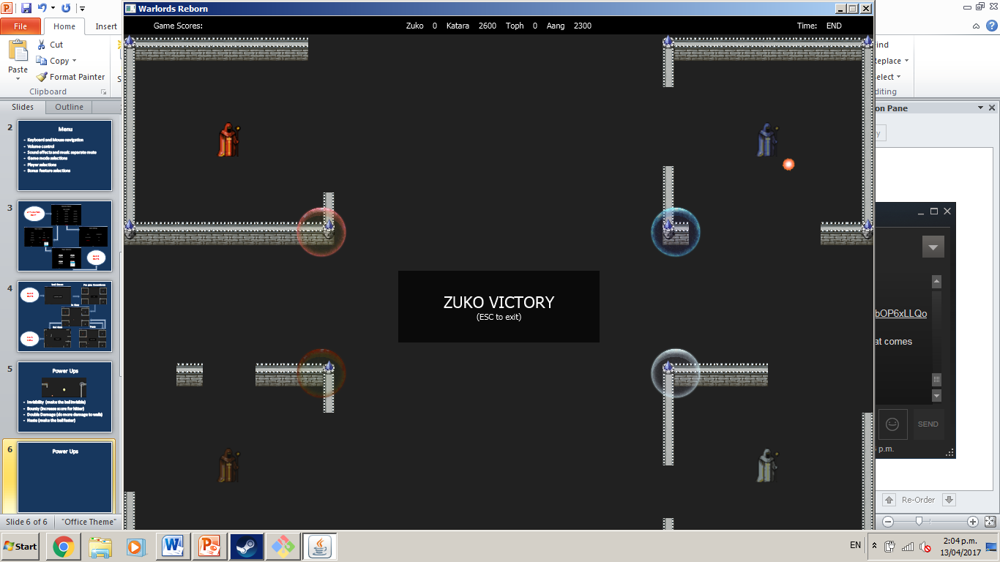 Warlords Reborn
Game Scores: Zuko 0 Katara 2600 Toph 0 Aang 2300 Time: END
File Home Insert
Cut
Copy
Format Painter
Paste
Clipboard
Slides Outline
2
Menu
Keyboard and Mouse navigation
Volume control
Sound effects and music separate mute
Game mode selections
Player selections
Bonus feature selections
3
4
5
Power Ups
Invisibility (make the ball invisible)
Bounty (increase score for hitter)
Double Damage (do more damage to walls)
Haste (make the ball faster)
6
Power Ups
ZUKO VICTORY
(ESC to exit)
ind
eplace
elect
diting
on Pane
y
bOP6xLLQo
at comes
SEND
p.m.
Re-Order
Slide 6 of 6 "Office Theme"
Start
EN
2:04 p.m.
13/04/2017